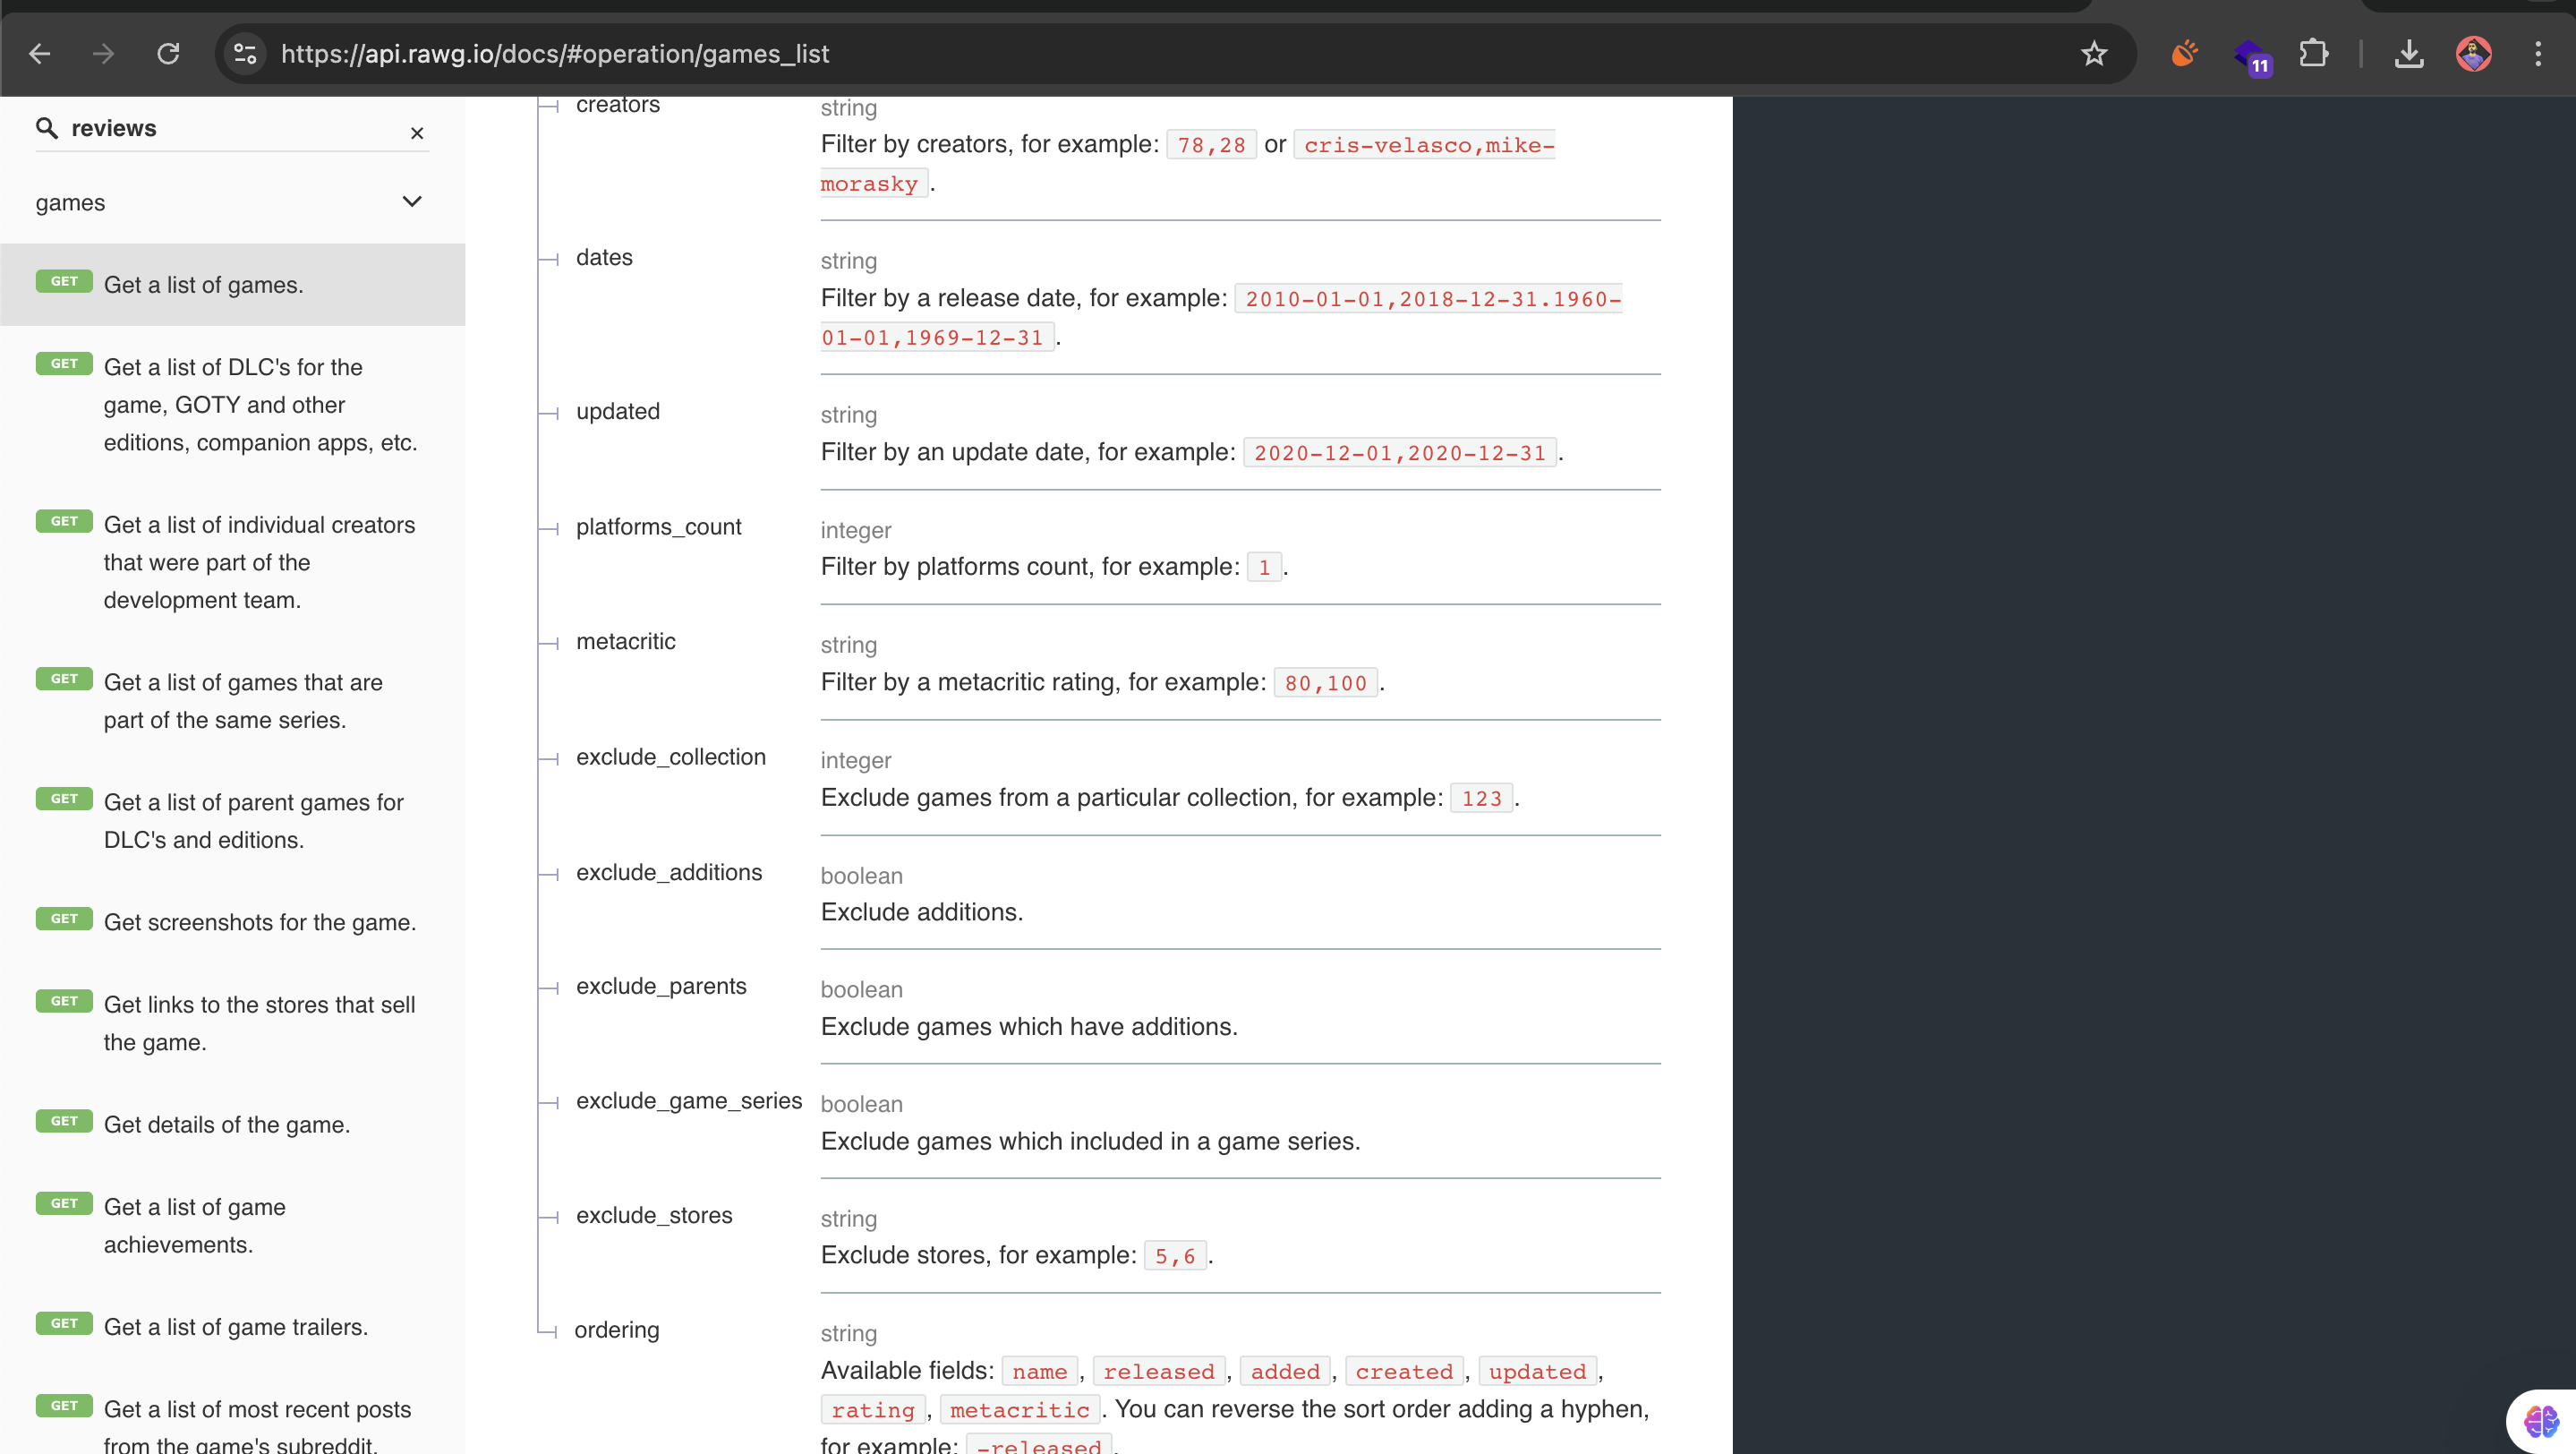 https://api.rawg.io/docs/#operation/games_list
11
reviews
×
games
GET Get a list of games.
GET Get a list of DLC's for the
game, GOTY and other
editions, companion apps, etc.
GET Get a list of individual creators
that were part of the
development team.
GET Get a list of games that are
part of the same series.
GET Get a list of parent games for
DLC's and editions.
GET Get screenshots for the game.
GET Get links to the stores that sell
the game.
GET Get details of the game.
GET Get a list of game
achievements.
GET Get a list of game trailers.
GET Get a list of most recent posts
from the game's subreddit.
creators
string
Filter by creators, for example: 78,28 or cris-velasco,mike-
morasky .
dates
string
Filter by a release date, for example: 2010-01-01,2018-12-31.1960-
01-01,1969-12-31 .
updated
string
Filter by an update date, for example: 2020-12-01,2020-12-31 .
platforms_count
integer
Filter by platforms count, for example: 1 .
metacritic
string
Filter by a metacritic rating, for example: 80,100 .
exclude_collection
integer
Exclude games from a particular collection, for example: 123 .
exclude_additions
boolean
Exclude additions.
exclude_parents
boolean
Exclude games which have additions.
exclude_game_series
boolean
Exclude games which included in a game series.
exclude_stores
string
Exclude stores, for example: 5,6 .
ordering
string
Available fields: name , released , added , created , updated ,
rating , metacritic . You can reverse the sort order adding a hyphen,
for example: -released .